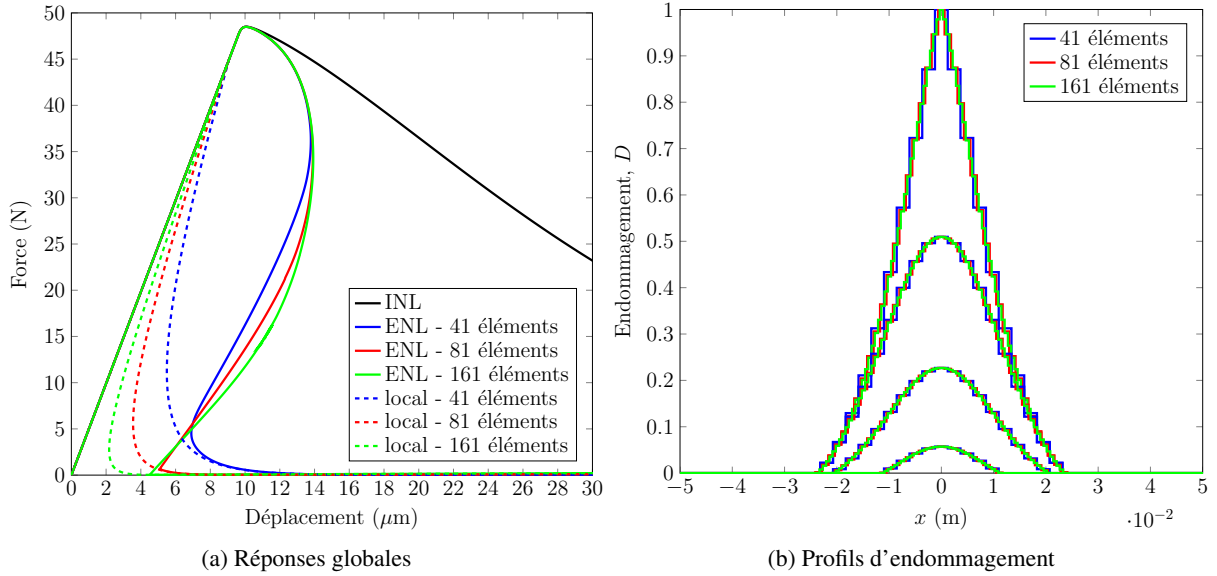 50
45
40
35
30
25
20
15
10
5
0
Force (N)
0 2 4 6 8 10 12 14 16 18 20 22 24 26 28 30
Déplacement (μm)
INL
ENL - 41 éléments
ENL - 81 éléments
ENL - 161 éléments
local - 41 éléments
local - 81 éléments
local - 161 éléments
(a) Réponses globales
1
0.9
0.8
0.7
0.6
0.5
0.4
0.3
0.2
0.1
0
Endommagement, D
−5 −4 −3 −2 −1 0 1 2 3 4 5
x (m)
·10−2
41 éléments
81 éléments
161 éléments
(b) Profils d'endommagement